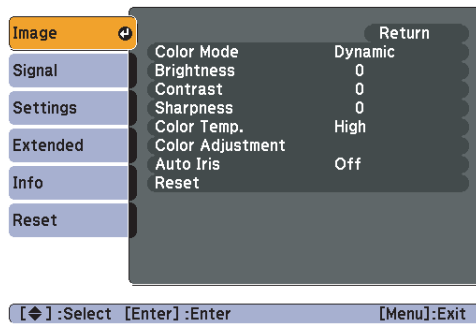 Image
Signal
Settings
Extended
Info
Reset
Return
Color Mode Dynamic
Brightness 0
Contrast 0
Sharpness 0
Color Temp. High
Color Adjustment
Auto Iris Off
Reset
[◆] :Select [Enter] :Enter [Menu]:Exit